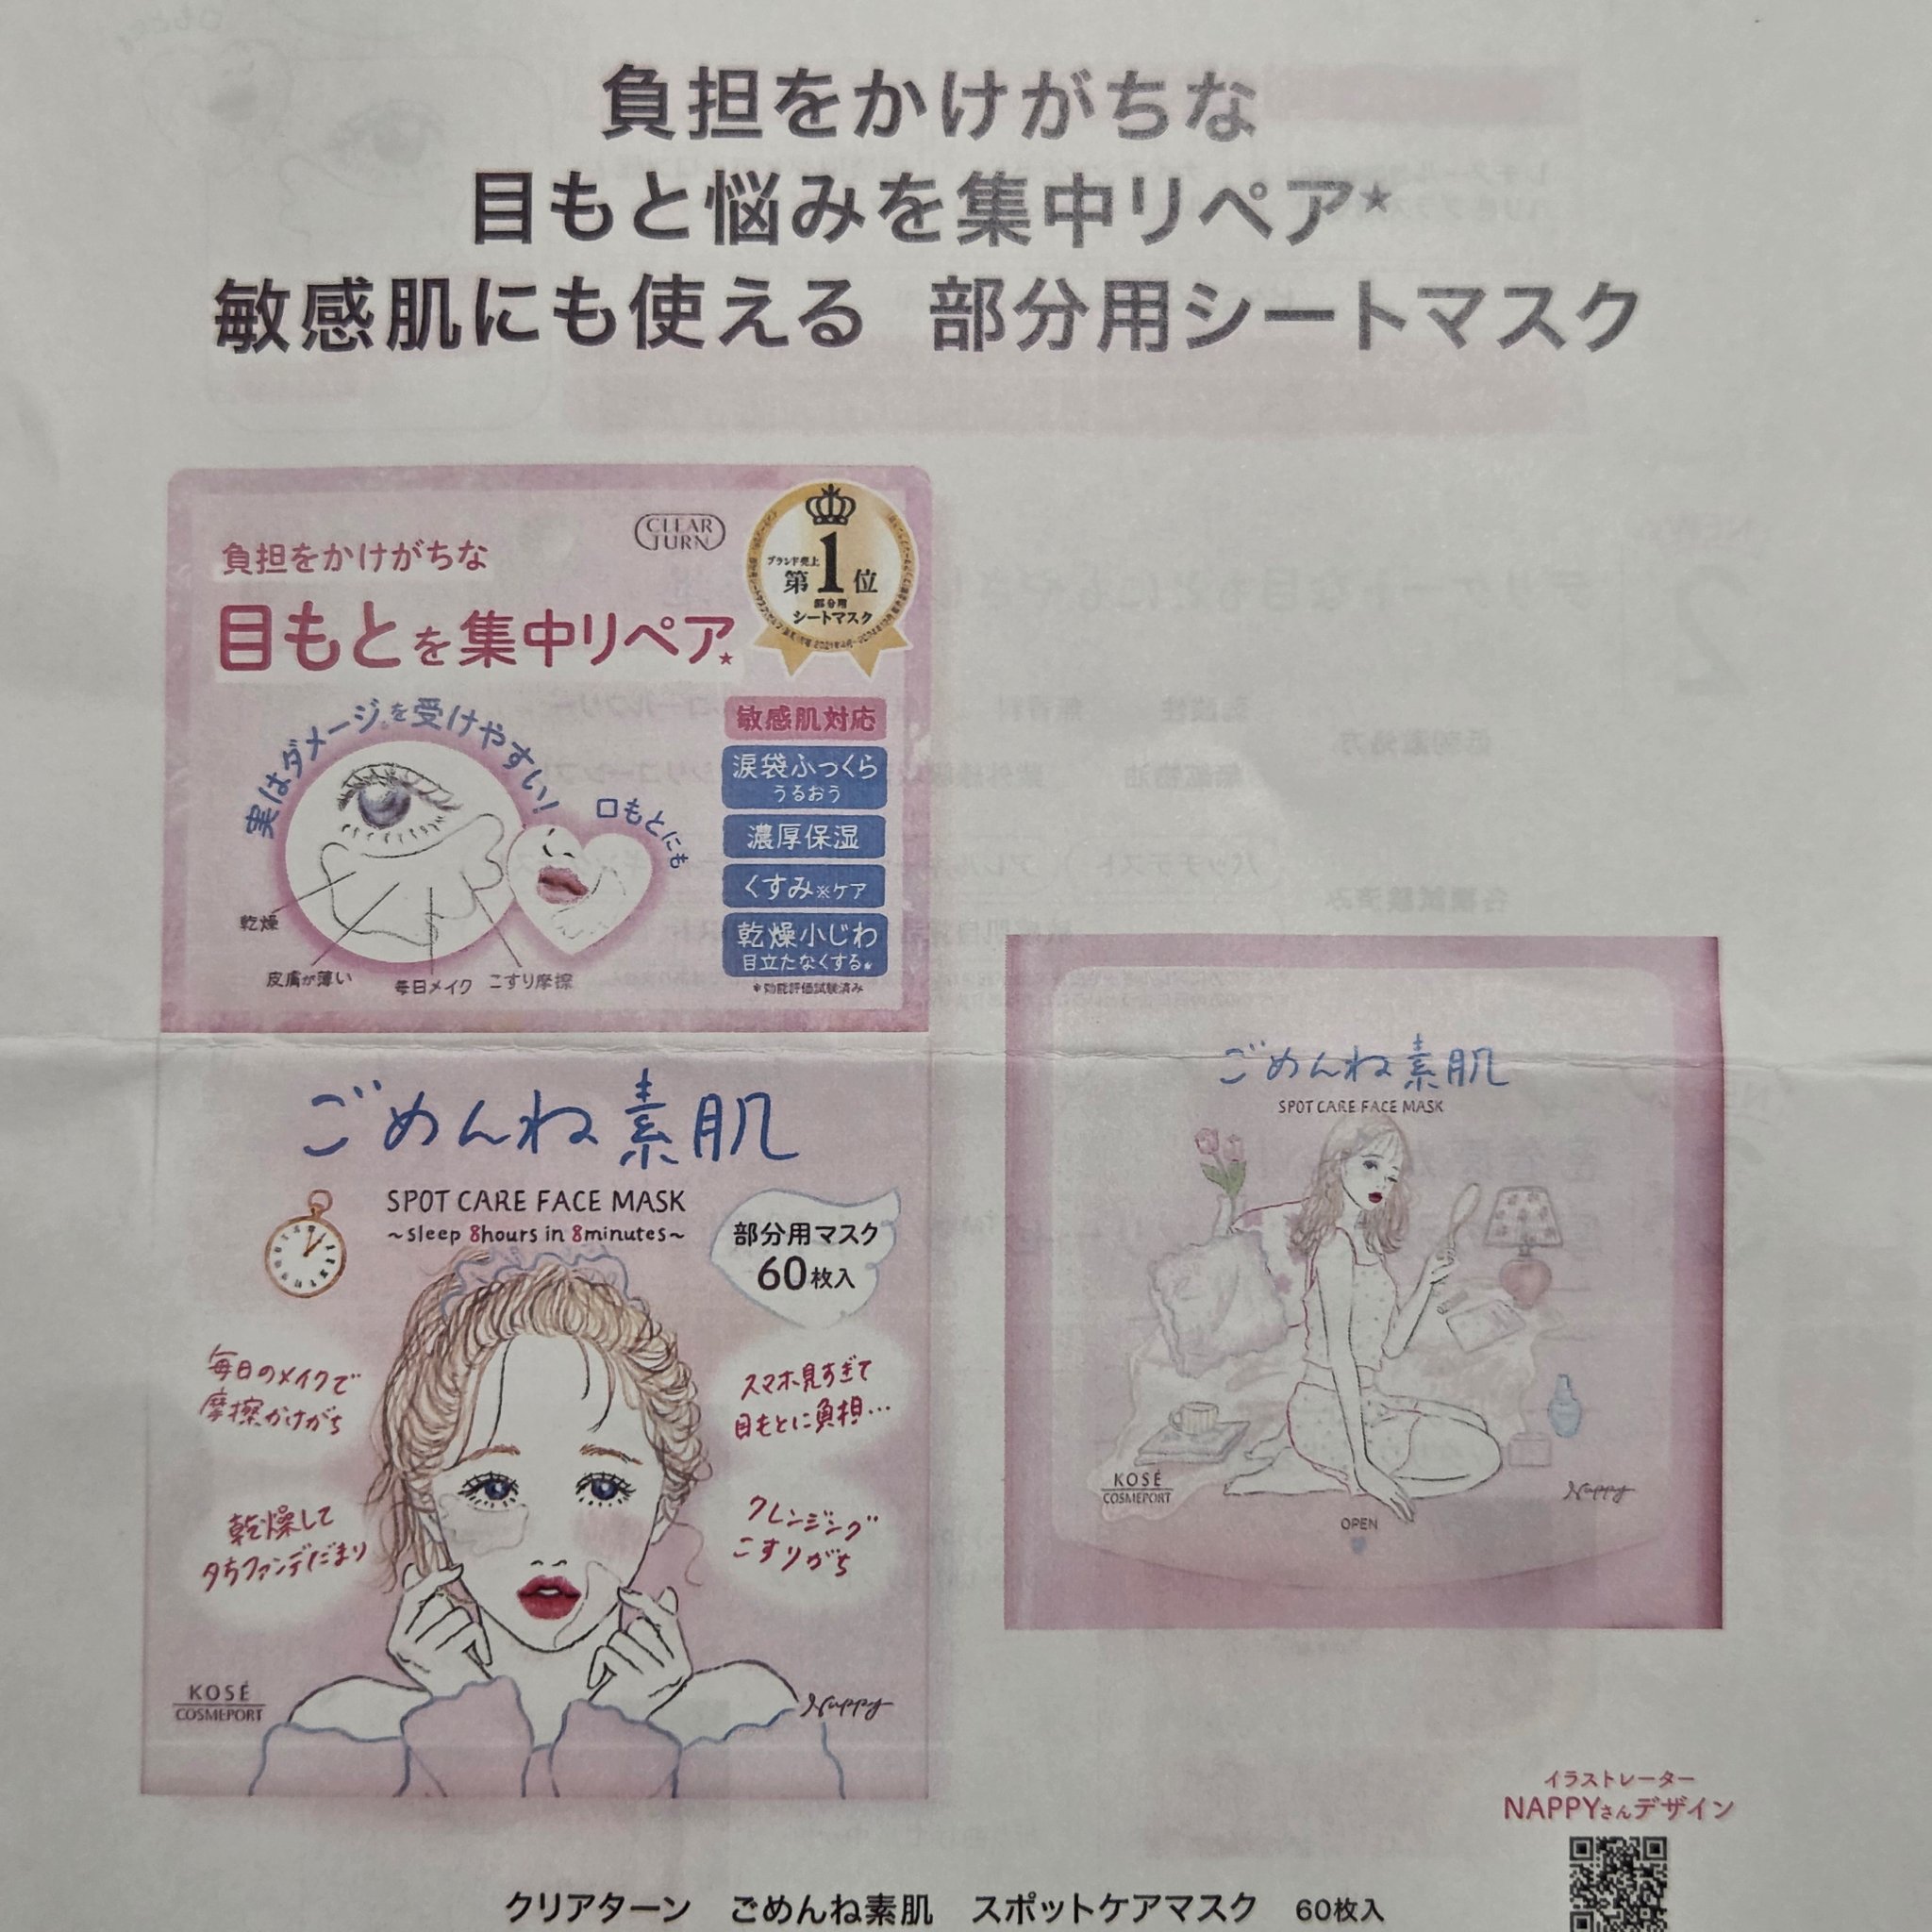 負担をかけがちな
目もと悩みを集中リペア★
敏感肌にも使える 部分用シートマスク
負担をかけがちな
CLEAR
TURN
目もとを集中リペア★
ブランド売上
第1位
部分用
シートマスク
実はダメージを受けやすい!
口もとにも
乾燥
皮膚が薄い
毎日メイク
こすり摩擦
敏感肌対応
涙袋ふっくら
うるおう
濃厚保湿
くすみ※ケア
乾燥小じわ
目立たなくする*
*効能評価試験済み
ごめんね素肌
SPOT CARE FACE MASK
~sleep 8hours in 8minutes~
部分用マスク
60枚入
毎日のメイクで
摩擦かけがち
スマホ見すぎて
目もとに負担…
乾燥して
夕方ファンデだまり
クレンジング
こすりがち
KOSÉ
COSMEPORT
Nappy
ごめんね素肌
SPOT CARE FACE MASK
KOSÉ
COSMEPORT
Nappy
OPEN
イラストレーター
NAPPYさんデザイン
クリアターン ごめんね素肌 スポットケアマスク 60枚入